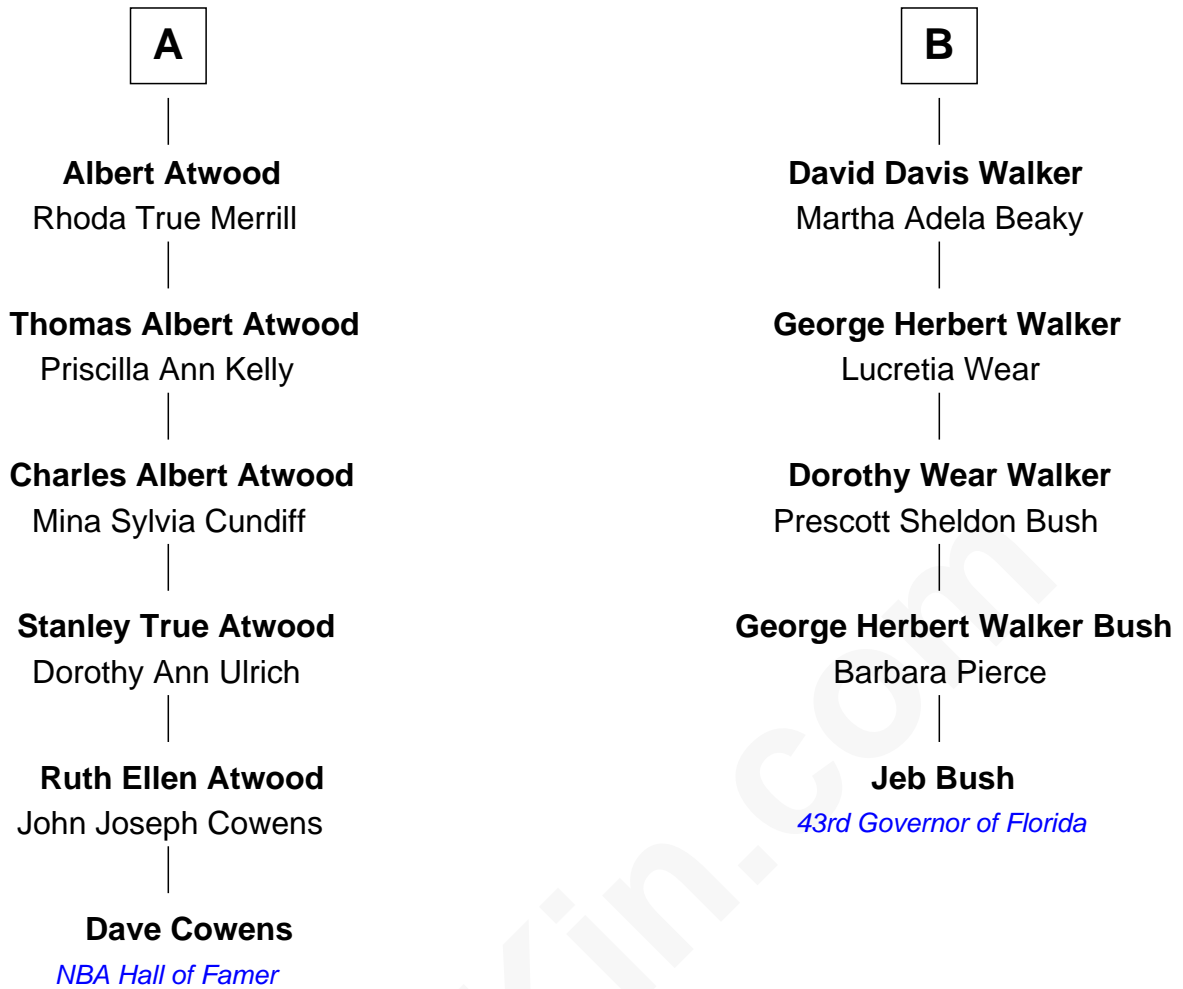 A
Albert Atwood
Rhoda True Merrill
Thomas Albert Atwood
Priscilla Ann Kelly
Charles Albert Atwood
Mina Sylvia Cundiff
Stanley True Atwood
Dorothy Ann Ulrich
Ruth Ellen Atwood
John Joseph Cowens
Dave Cowens
NBA Hall of Famer
B
David Davis Walker
Martha Adela Beaky
George Herbert Walker
Lucretia Wear
Dorothy Wear Walker
Prescott Sheldon Bush
George Herbert Walker Bush
Barbara Pierce
Jeb Bush
43rd Governor of Florida
Kin.com